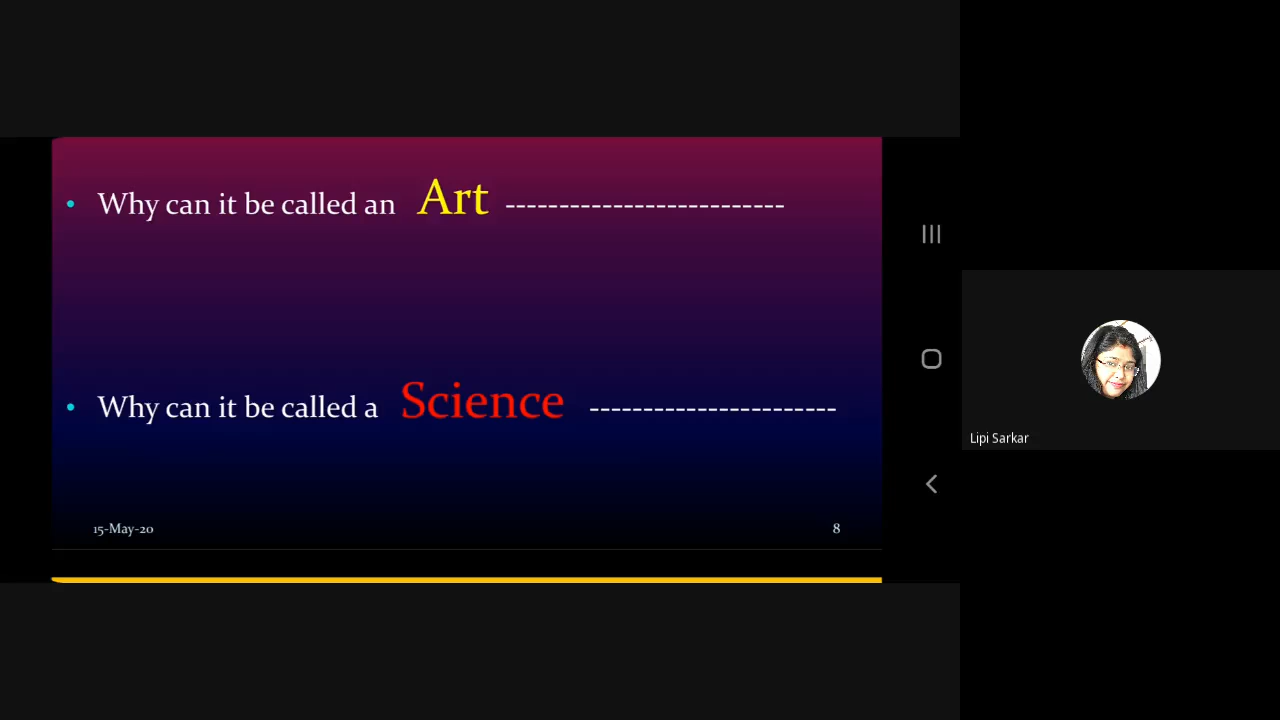 • Why can it be called an Art --------------------------
• Why can it be called a Science -----------------------
15-May-20
8
Lipi Sarkar